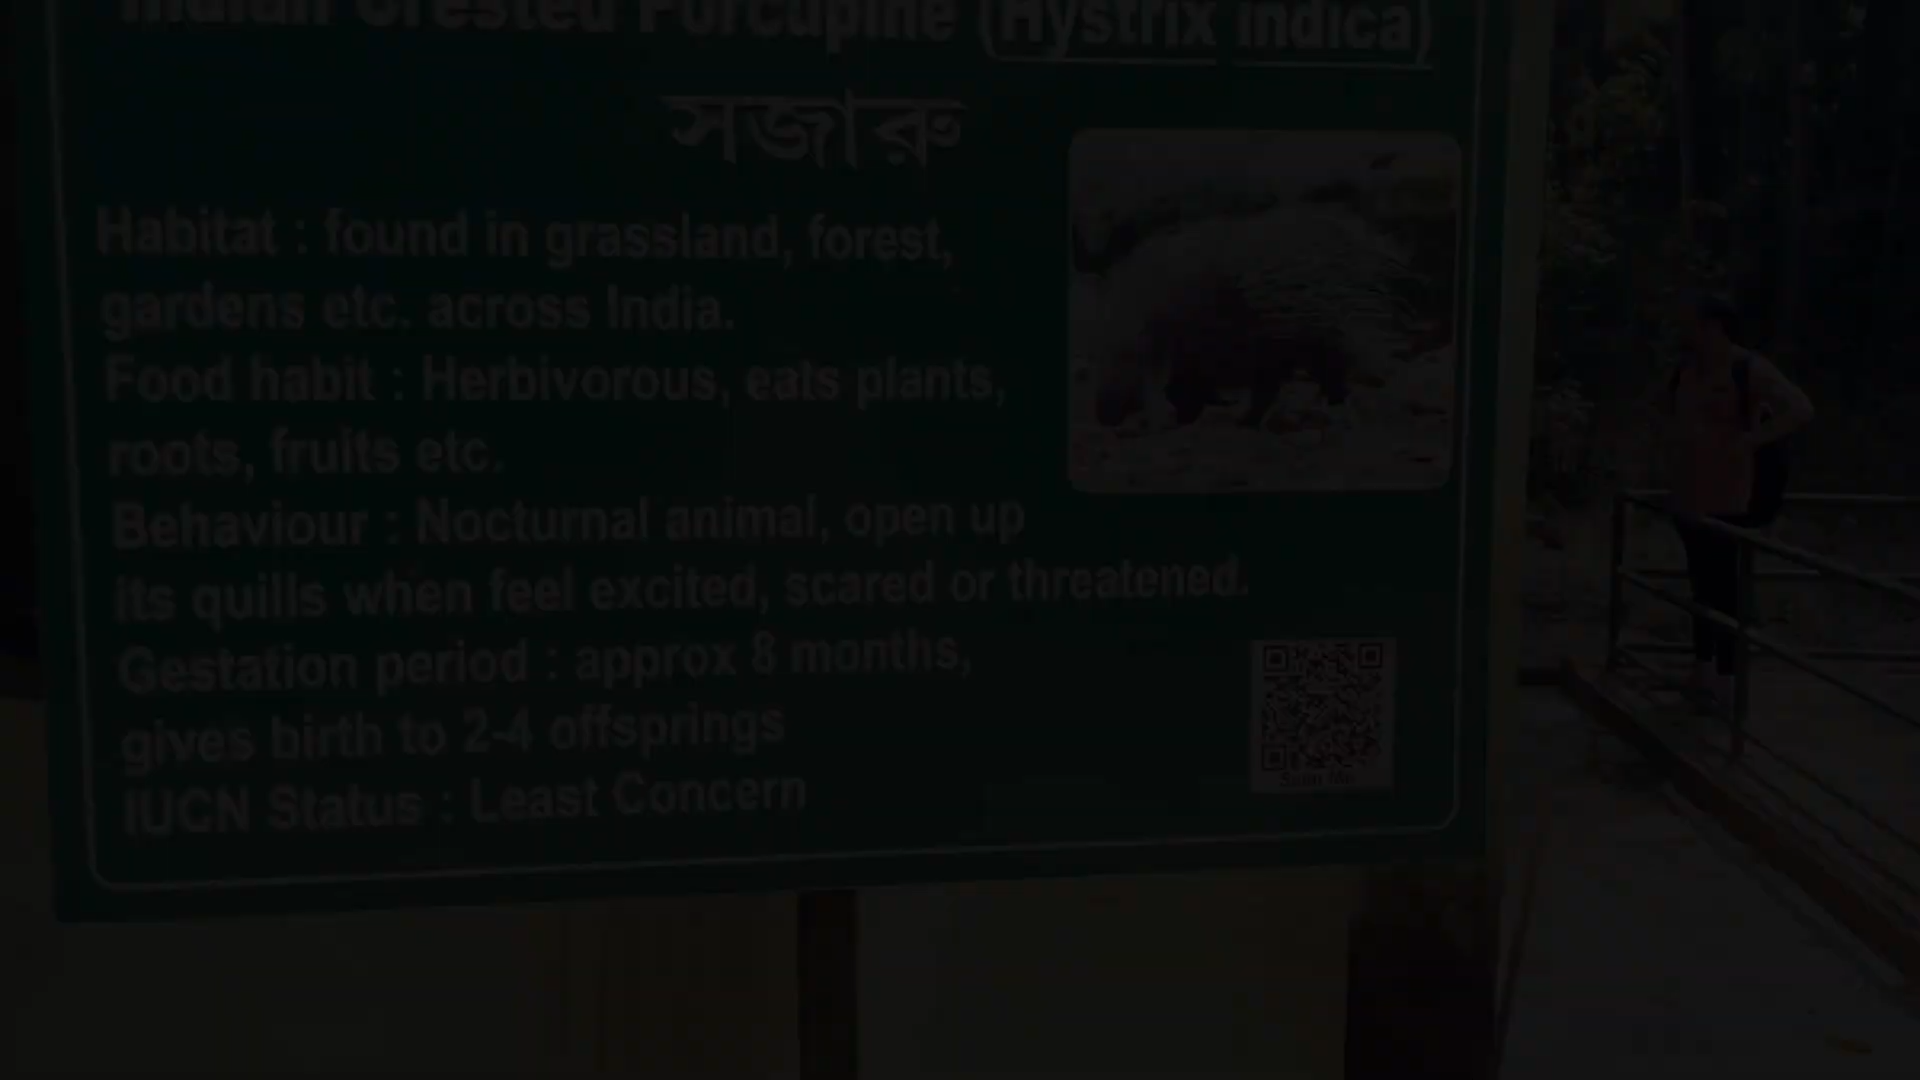 Indian Crested Porcupine (Hystrix indica)
সজারু
Habitat : found in grassland, forest,
gardens etc. across India.
Food habit : Herbivorous, eats plants,
roots, fruits etc.
Behaviour : Nocturnal animal, open up
its quills when feel excited, scared or threatened.
Gestation period : approx 8 months,
gives birth to 2-4 offsprings
IUCN Status : Least Concern
Scan Me